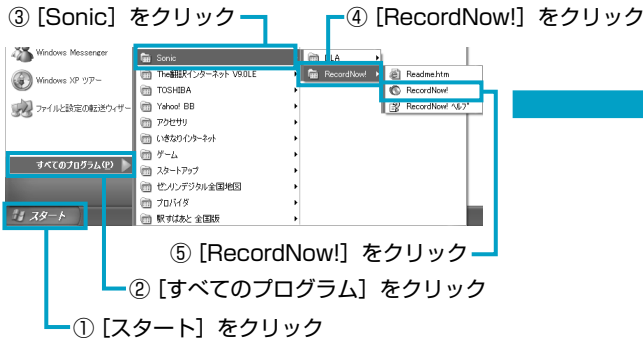 ③［Sonic］をクリック
④［RecordNow!］をクリック
Windows Messenger
Windows XP ツアー
ファイルと設定の転送ウィザー
すべてのプログラム(P)
スタート
Sonic
The翻訳インターネット V9.0LE
TOSHIBA
Yahoo! BB
アクセサリ
いきなりインターネット
ゲーム
スタートアップ
ゼンリンデジタル全国地図
プロバイダ
駅すぱあと 全国版
DLA
RecordNow!
Readme.htm
RecordNow!
RecordNow! ヘルプ
⑤［RecordNow!］をクリック
②［すべてのプログラム］をクリック
①［スタート］をクリック